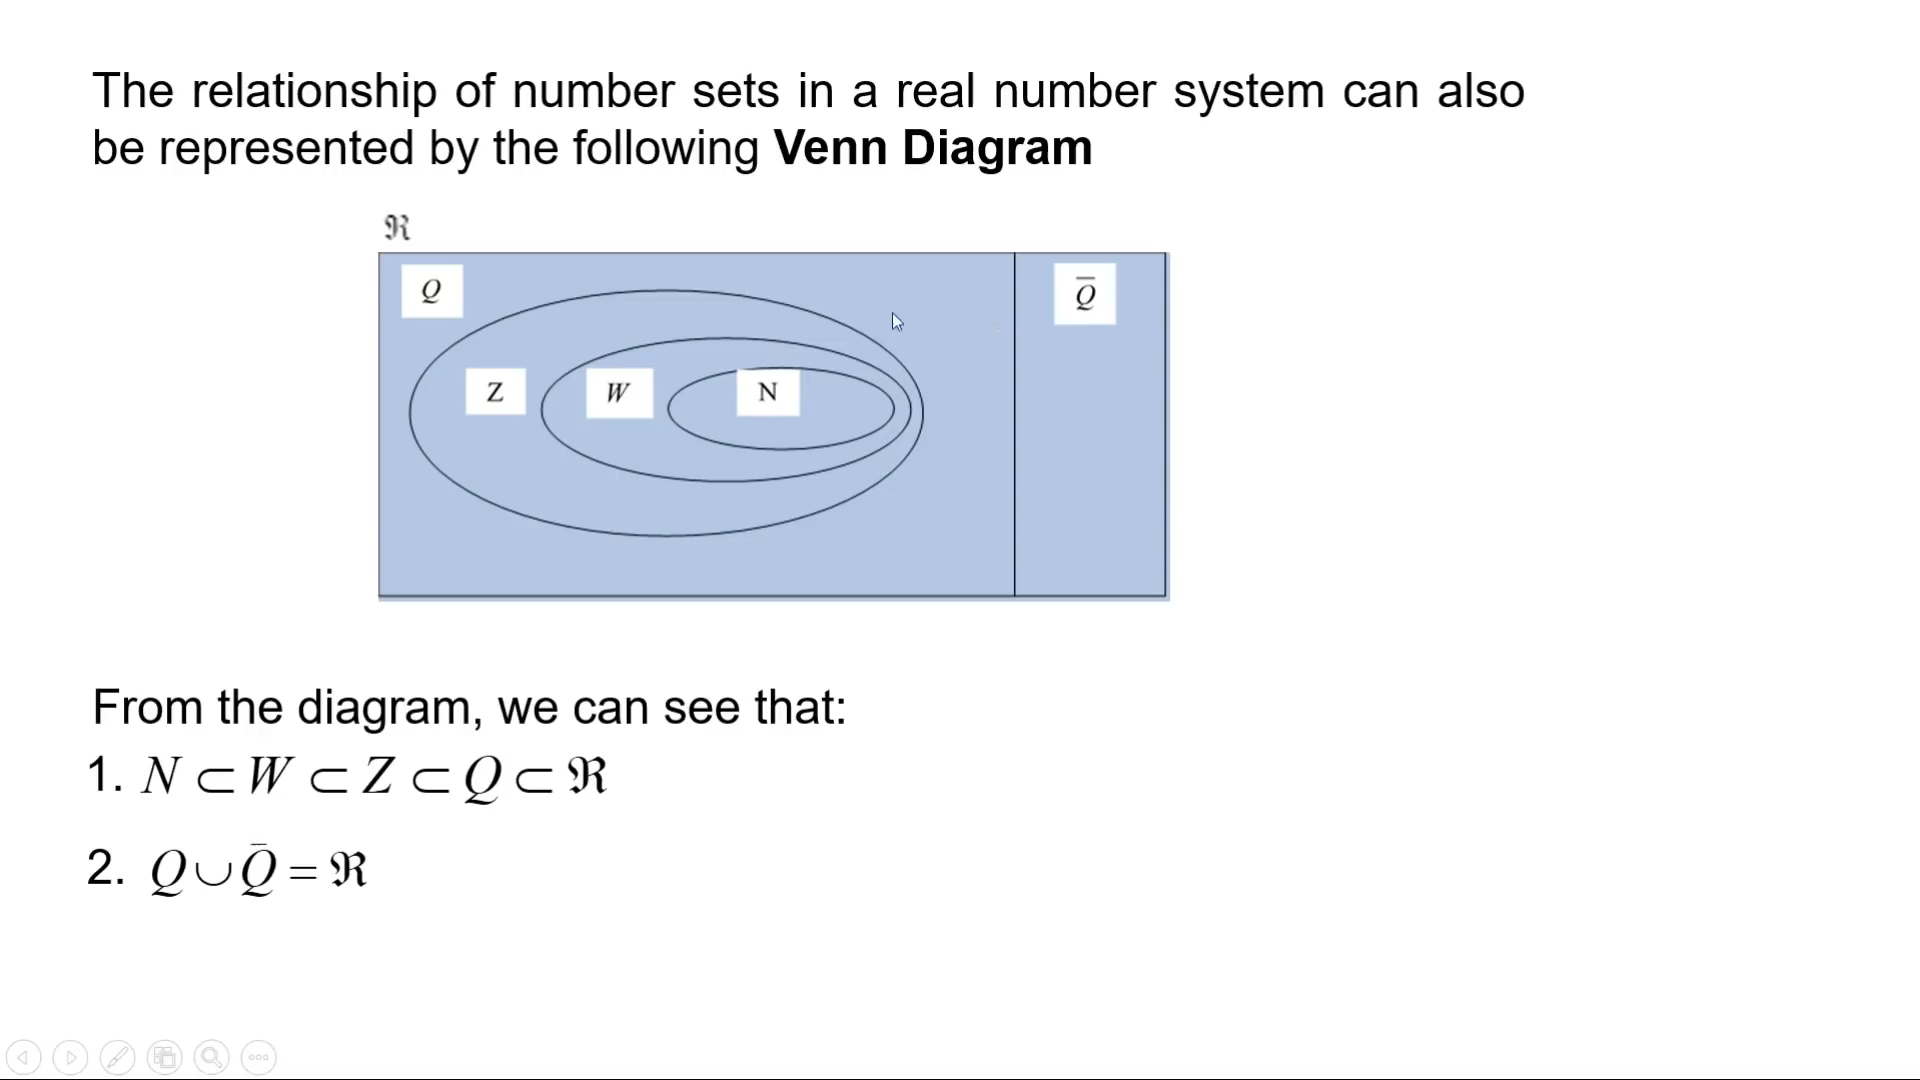 The relationship of number sets in a real number system can also
be represented by the following Venn Diagram
ℜ
Q
Q̅
Z
W
N
From the diagram, we can see that:
1. N ⊂ W ⊂ Z ⊂ Q ⊂ ℜ
2. Q ∪ Q̅ = ℜ